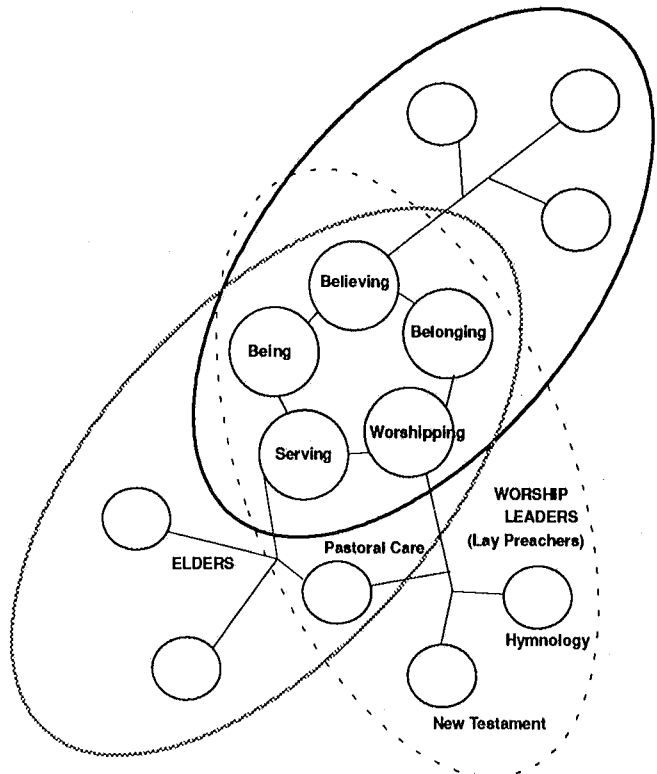 Believing
Belonging
Being
Worshipping
Serving
WORSHIP
LEADERS
(Lay Preachers)
Pastoral Care
ELDERS
Hymnology
New Testament